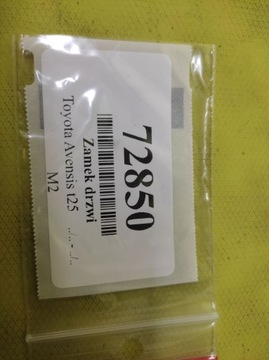 72850
Zamek drzwi
Toyota Avensis t25 ../.. - ../..
M2